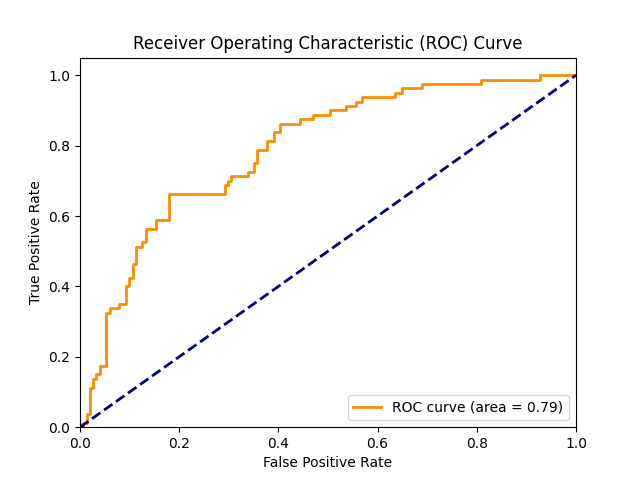 Receiver Operating Characteristic (ROC) Curve
1.0
0.8
0.6
0.4
0.2
0.0
True Positive Rate
ROC curve (area = 0.79)
0.0 0.2 0.4 0.6 0.8 1.0
False Positive Rate